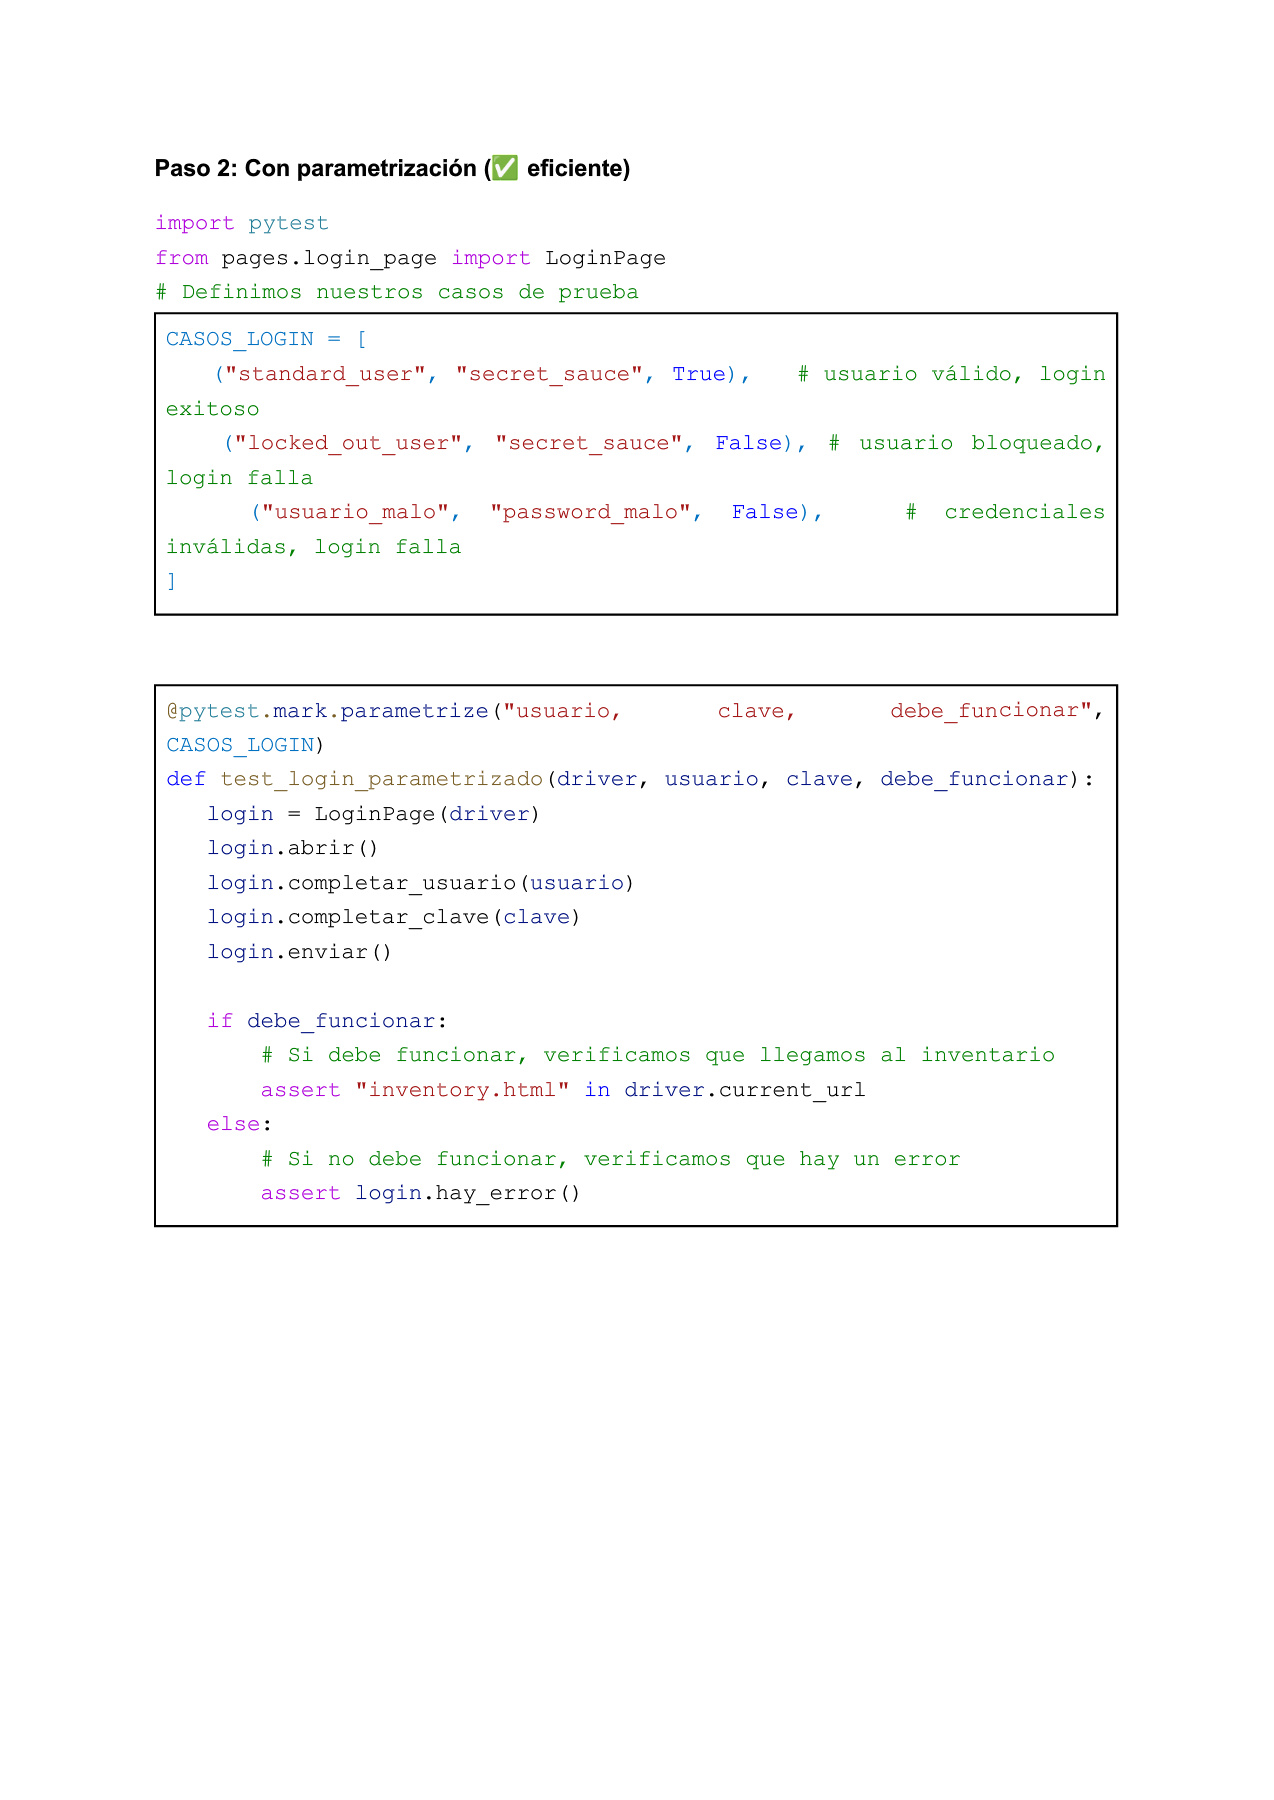 Paso 2: Con parametrización (✅ eficiente)
import pytest
from pages.login_page import LoginPage
# Definimos nuestros casos de prueba
CASOS_LOGIN = [
("standard_user", "secret_sauce", True), # usuario válido, login
exitoso
("locked_out_user", "secret_sauce", False), # usuario bloqueado,
login falla
("usuario_malo", "password_malo", False), # credenciales
inválidas, login falla
]
@pytest.mark.parametrize("usuario, clave, debe_funcionar",
CASOS_LOGIN)
def test_login_parametrizado(driver, usuario, clave, debe_funcionar):
login = LoginPage(driver)
login.abrir()
login.completar_usuario(usuario)
login.completar_clave(clave)
login.enviar()
if debe_funcionar:
# Si debe funcionar, verificamos que llegamos al inventario
assert "inventory.html" in driver.current_url
else:
# Si no debe funcionar, verificamos que hay un error
assert login.hay_error()